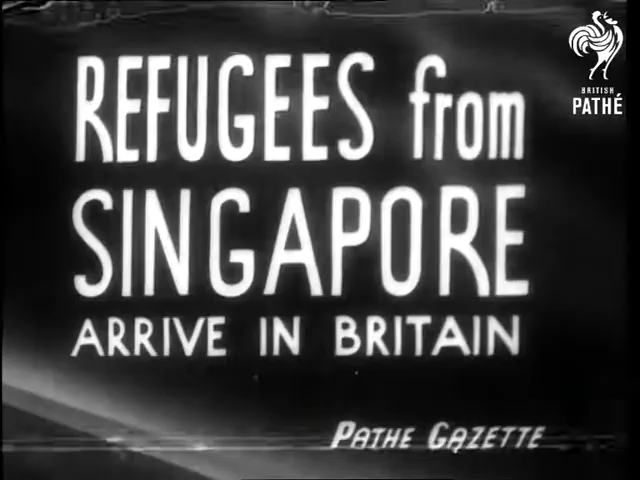 BRITISH
PATHÉ
REFUGEES from
SINGAPORE
ARRIVE IN BRITAIN
PATHE GAZETTE